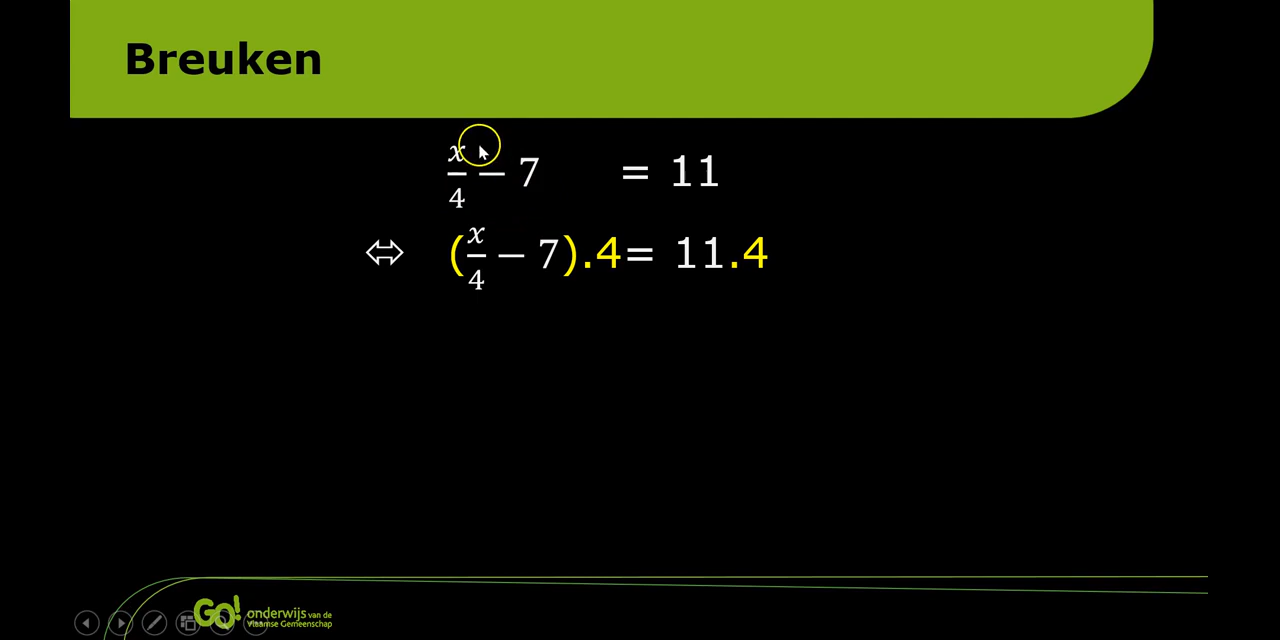 Breuken
x/4 − 7 = 11
⇔ (x/4 − 7).4= 11.4
GO! onderwijs van de
Vlaamse Gemeenschap